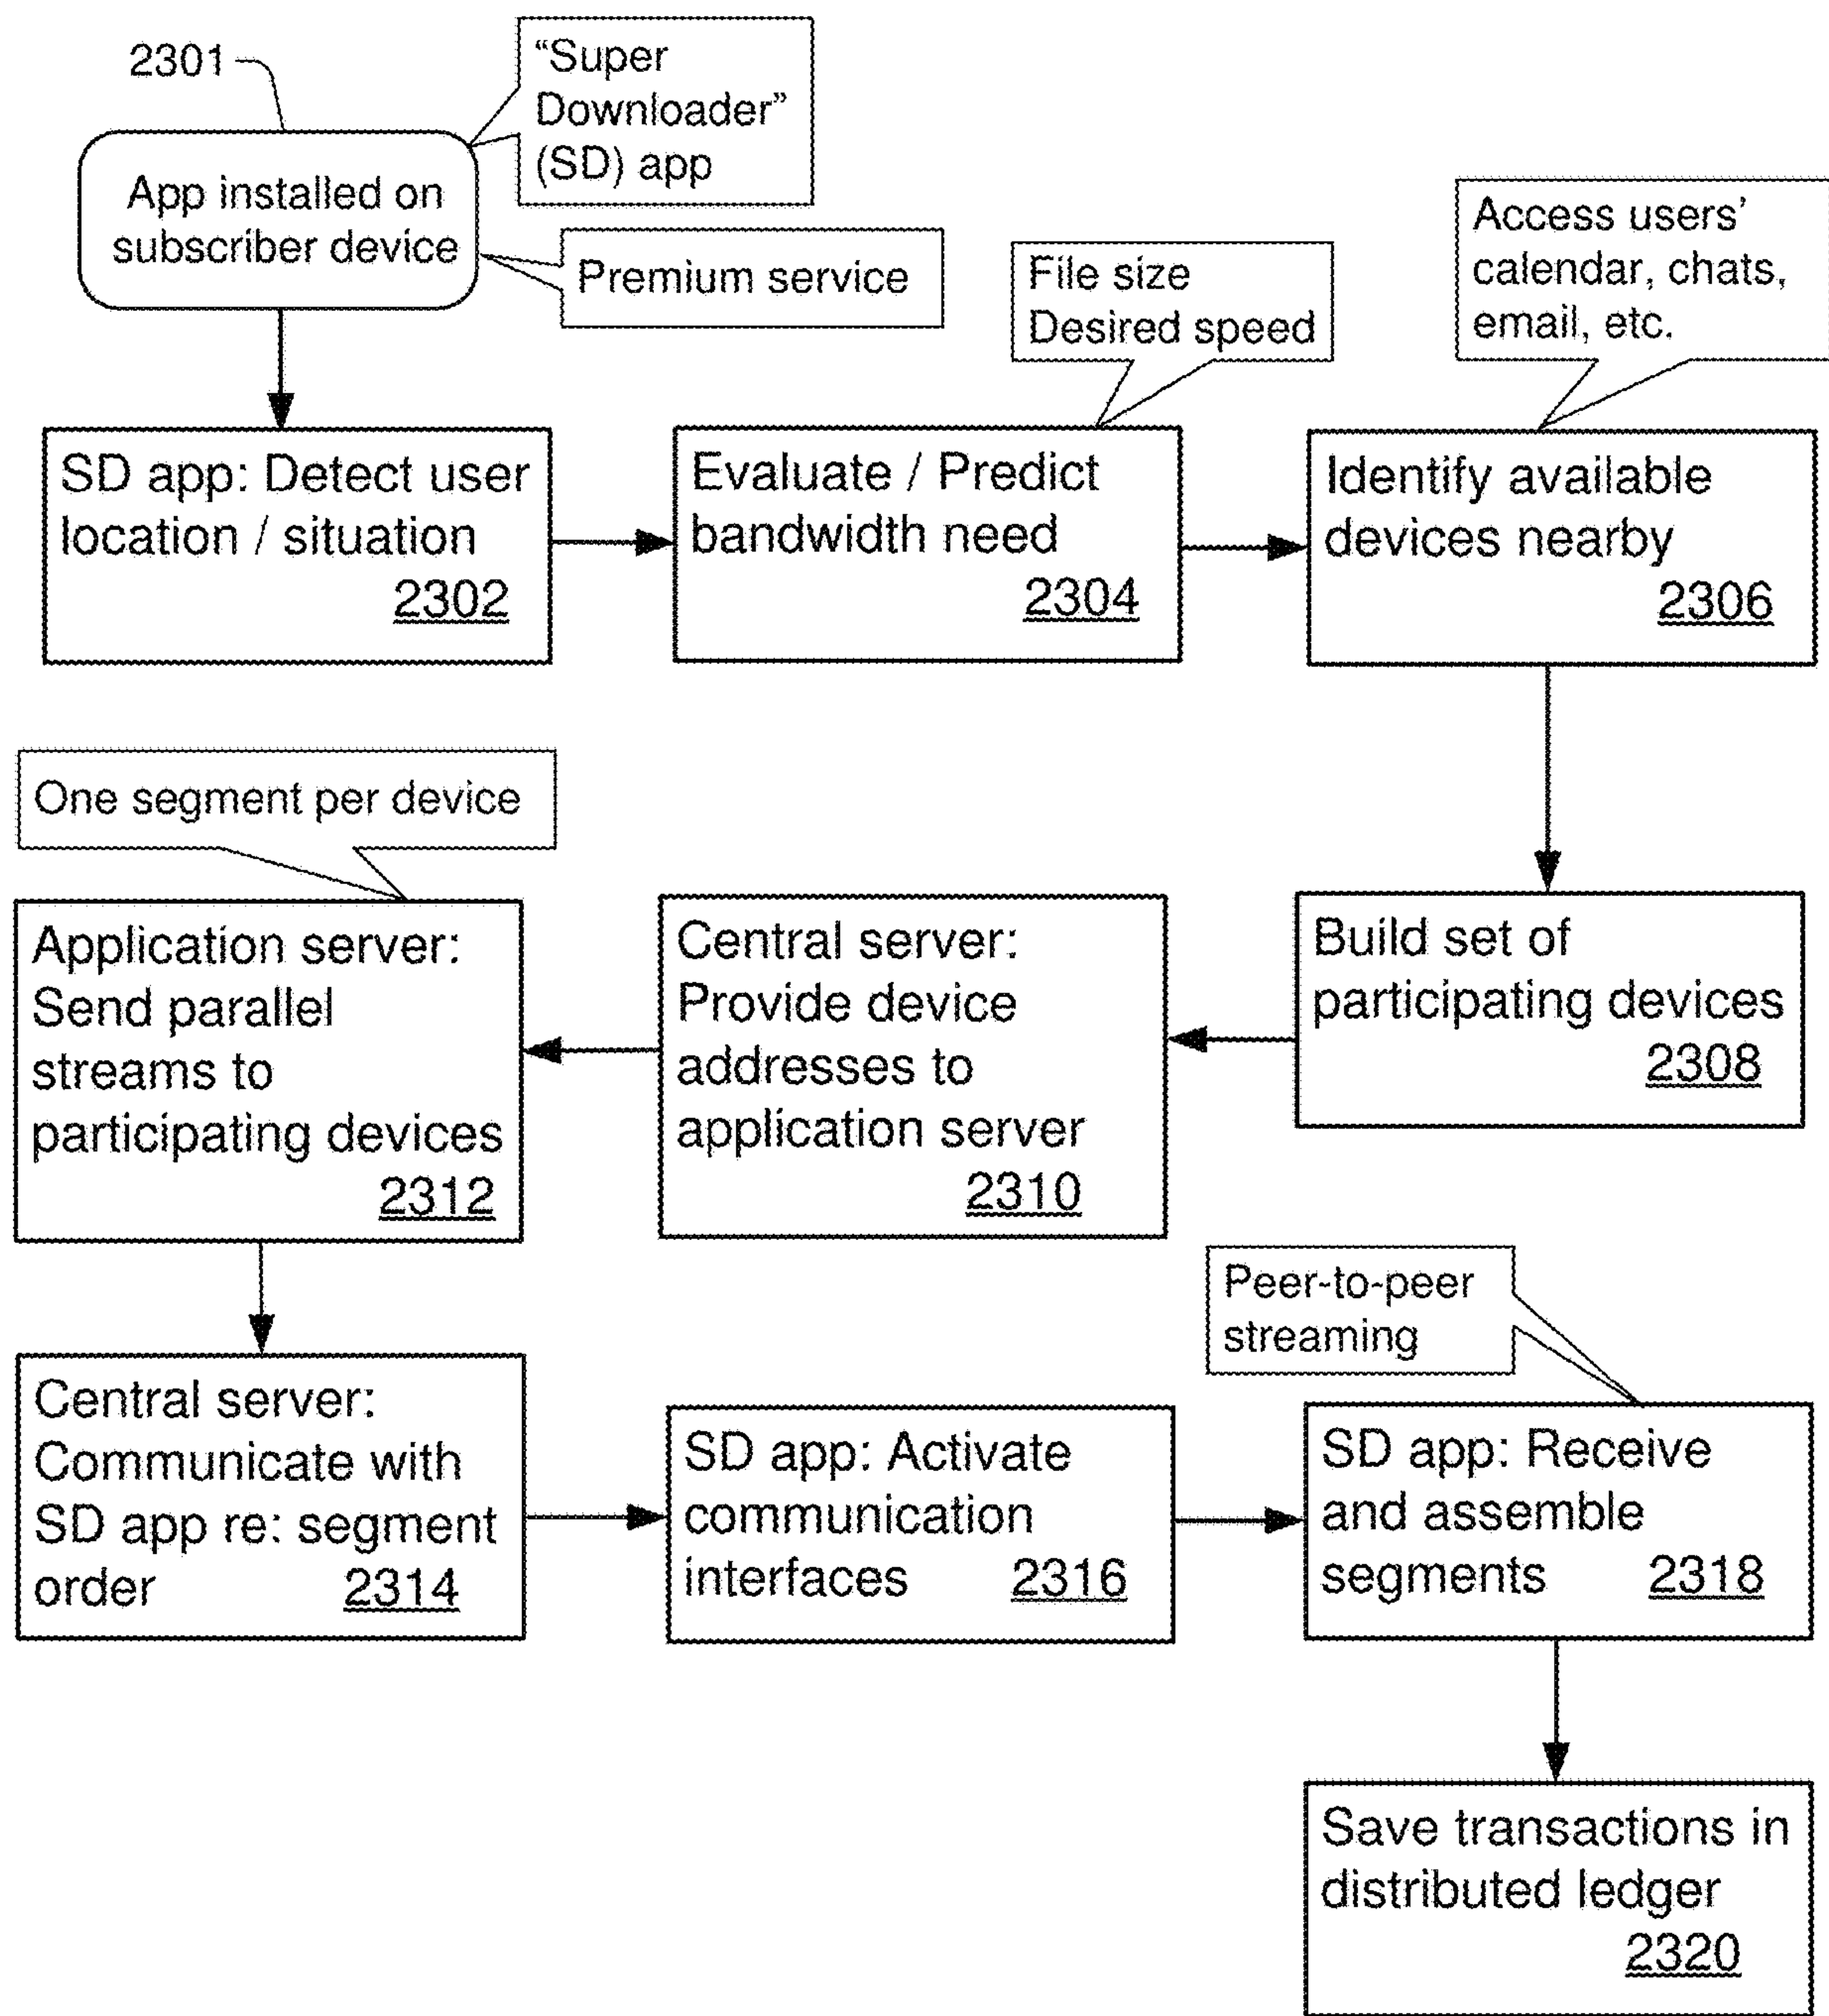 2301
“Super
Downloader”
(SD) app
App installed on
subscriber device
Premium service
File size
Desired speed
Access users’
calendar, chats,
email, etc.
SD app: Detect user
location / situation
2302
Evaluate / Predict
bandwidth need
2304
Identify available
devices nearby
2306
Build set of
participating devices
2308
Central server:
Provide device
addresses to
application server
2310
One segment per device
Application server:
Send parallel
streams to
participating devices
2312
Central server:
Communicate with
SD app re: segment
order 2314
SD app: Activate
communication
interfaces 2316
Peer-to-peer
streaming
SD app: Receive
and assemble
segments 2318
Save transactions in
distributed ledger
2320